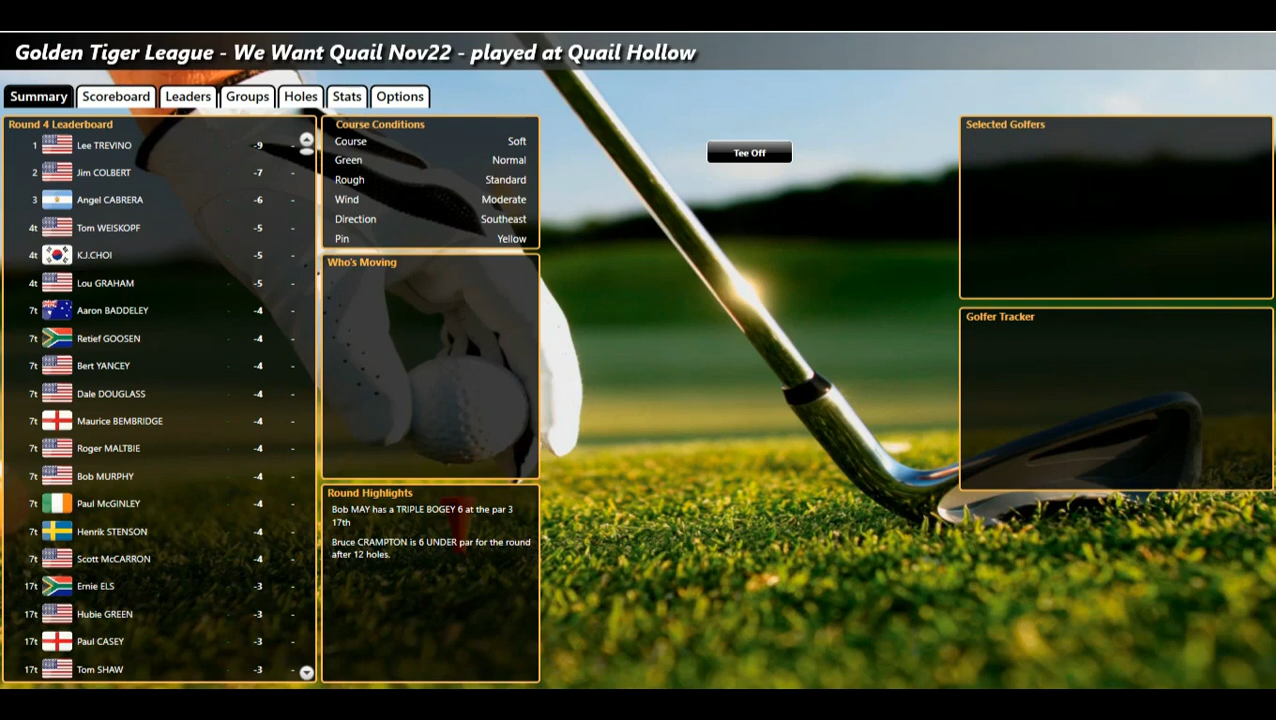 Golden Tiger League - We Want Quail Nov22 - played at Quail Hollow
Summary Scoreboard Leaders Groups Holes Stats Options
Round 4 Leaderboard
1 Lee TREVINO -9 -
2 Jim COLBERT -7 -
3 Angel CABRERA -6 -
4t Tom WEISKOPF -5 -
4t K.J.CHOI -5 -
4t Lou GRAHAM -5 -
7t Aaron BADDELEY -4 -
7t Retief GOOSEN -4 -
7t Bert YANCEY -4 -
7t Dale DOUGLASS -4 -
7t Maurice BEMBRIDGE -4 -
7t Roger MALTBIE -4 -
7t Bob MURPHY -4 -
7t Paul McGINLEY -4 -
7t Henrik STENSON -4 -
7t Scott McCARRON -4 -
17t Ernie ELS -3 -
17t Hubie GREEN -3 -
17t Paul CASEY -3 -
17t Tom SHAW -3 -
Course Conditions
Course Soft
Green Normal
Rough Standard
Wind Moderate
Direction Southeast
Pin Yellow
Who's Moving
Round Highlights
Bob MAY has a TRIPLE BOGEY 6 at the par 3
17th
Bruce CRAMPTON is 6 UNDER par for the round
after 12 holes.
Tee Off
Selected Golfers
Golfer Tracker